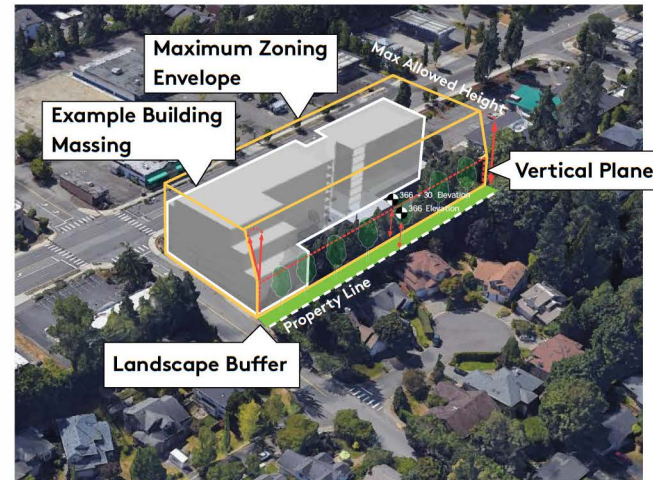 Maximum Zoning
Envelope
Max Allowed Height
Example Building
Massing
Vertical Plane
366 + 30 Elevation
366 Elevation
Property Line
Landscape Buffer